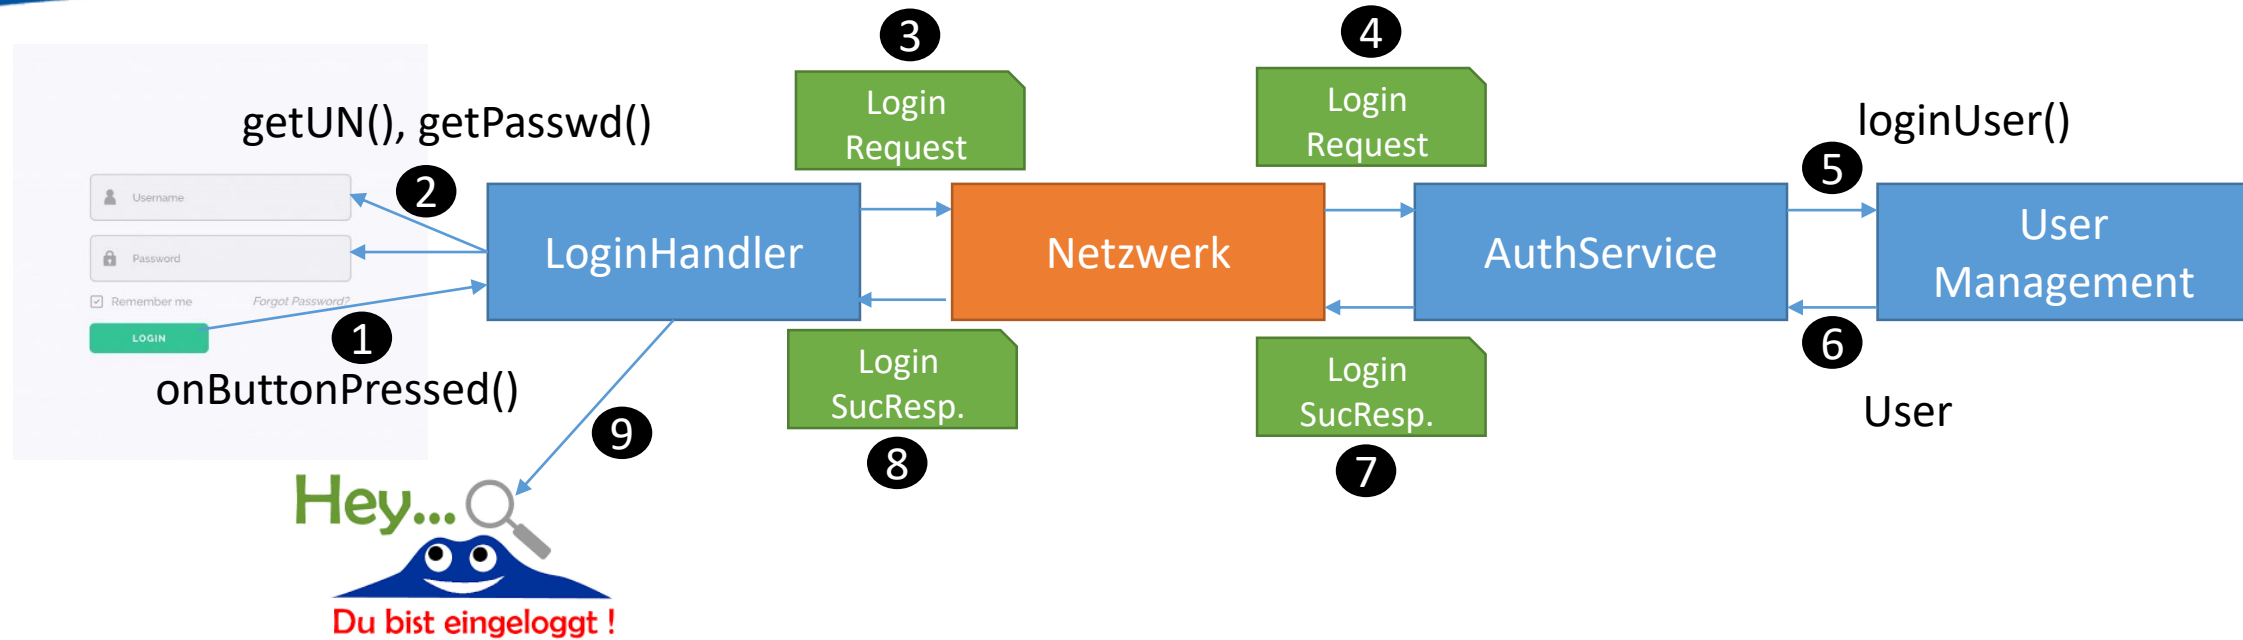 3
4
Login
Request
Login
Request
getUN(), getPasswd()
loginUser()
2
5
Username
LoginHandler
Netzwerk
AuthService
User
Management
Password
Remember me
Forgot Password?
LOGIN
1
6
onButtonPressed()
Login
SucResp.
Login
SucResp.
User
9
8
7
Hey...
Du bist eingeloggt !